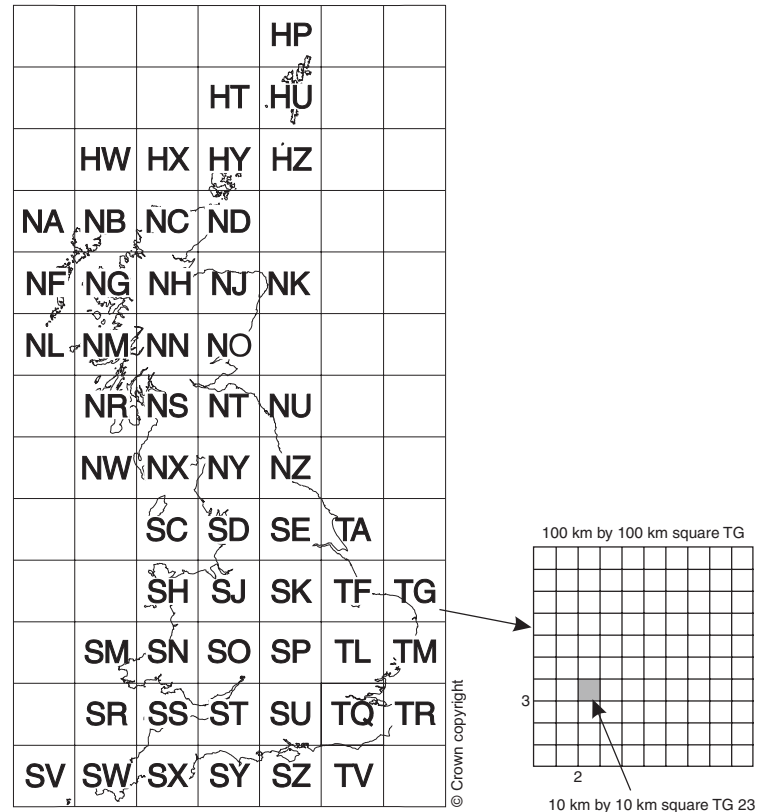 HP
HT HU
HW HX HY HZ
NA NB NC ND
NF NG NH NJ NK
NL NM NN NO
NR NS NT NU
NW NX NY NZ
SC SD SE TA
SH SJ SK TF TG
SM SN SO SP TL TM
SR SS ST SU TQ TR
SV SW SX SY SZ TV
© Crown copyright
100 km by 100 km square TG
3
2
10 km by 10 km square TG 23